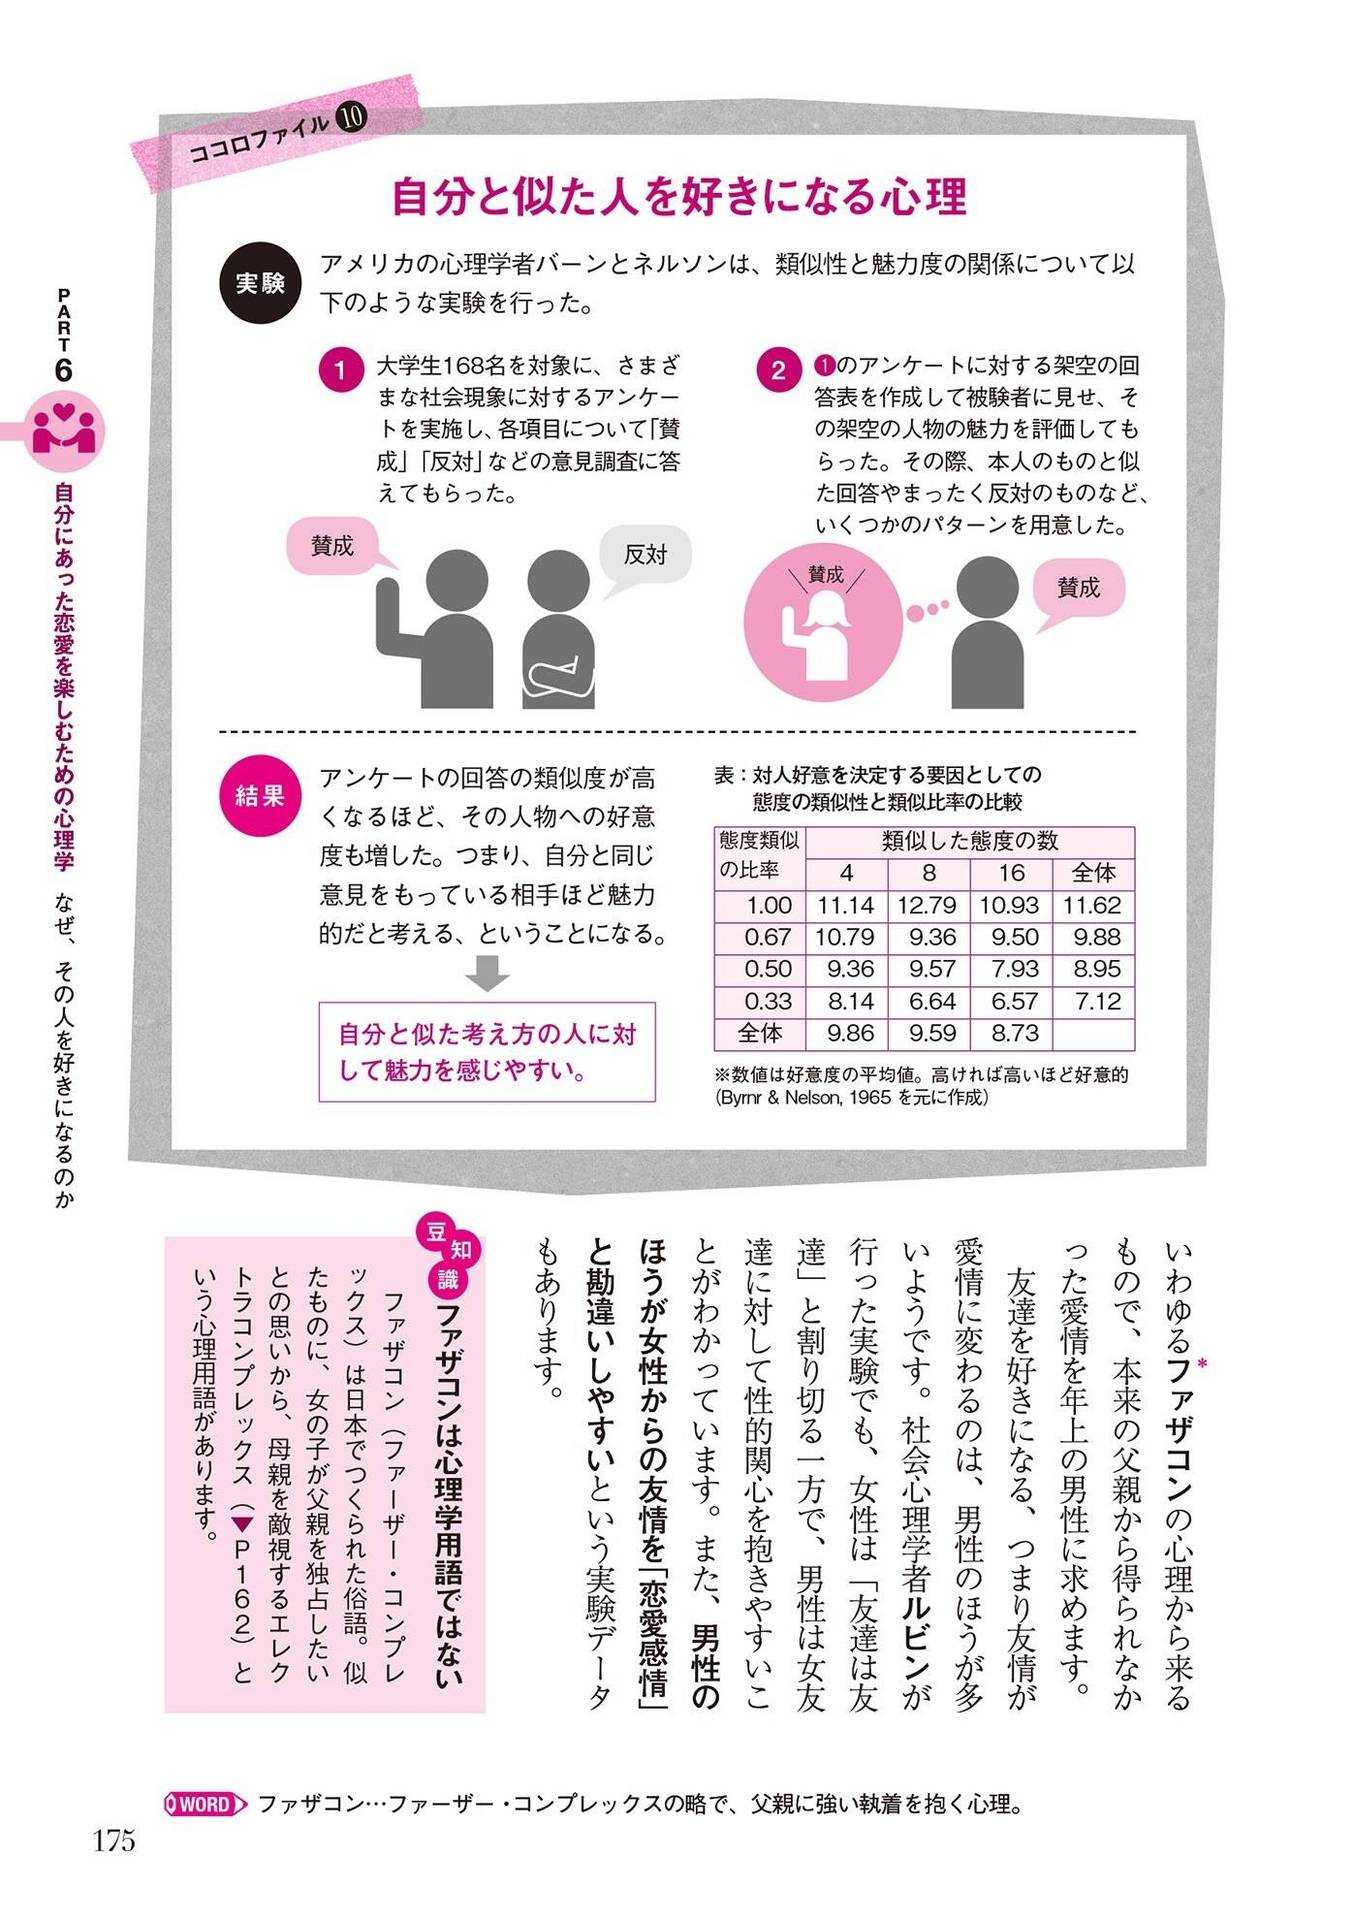 ココロファイル10
自分と似た人を好きになる心理
実験
アメリカの心理学者バーンとネルソンは、類似性と魅力度の関係について以
下のような実験を行った。
1
大学生168名を対象に、さまざ
まな社会現象に対するアンケー
トを実施し、各項目について「賛
成」「反対」などの意見調査に答
えてもらった。
賛成
反対
2
❶のアンケートに対する架空の回
答表を作成して被験者に見せ、そ
の架空の人物の魅力を評価しても
らった。その際、本人のものと似
た回答やまったく反対のものなど、
いくつかのパターンを用意した。
賛成
賛成
結果
アンケートの回答の類似度が高
くなるほど、その人物への好意
度も増した。つまり、自分と同じ
意見をもっている相手ほど魅力
的だと考える、ということになる。
自分と似た考え方の人に対
して魅力を感じやすい。
表：対人好意を決定する要因としての
態度の類似性と類似比率の比較
態度類似
の比率
類似した態度の数
4 8 16 全体
1.00 11.14 12.79 10.93 11.62
0.67 10.79 9.36 9.50 9.88
0.50 9.36 9.57 7.93 8.95
0.33 8.14 6.64 6.57 7.12
全体 9.86 9.59 8.73
※数値は好意度の平均値。高ければ高いほど好意的
(Byrnr & Nelson, 1965 を元に作成)
PART6
自分にあった恋愛を楽しむための心理学 なぜ、その人を好きになるのか
いわゆるファザコン*の心理から来る
もので、本来の父親から得られなか
った愛情を年上の男性に求めます。
友達を好きになる、つまり友情が
愛情に変わるのは、男性のほうが多
いようです。社会心理学者ルビンが
行った実験でも、女性は「友達は友
達」と割り切る一方で、男性は女友
達に対して性的関心を抱きやすいこ
とがわかっています。また、男性の
ほうが女性からの友情を「恋愛感情」
と勘違いしやすいという実験データ
もあります。
豆知識
ファザコンは心理学用語ではない
ファザコン（ファーザー・コンプレ
ックス）は日本でつくられた俗語。似
たものに、女の子が父親を独占したい
との思いから、母親を敵視するエレク
トラコンプレックス（▼P162）と
いう心理用語があります。
WORD ファザコン…ファーザー・コンプレックスの略で、父親に強い執着を抱く心理。
175